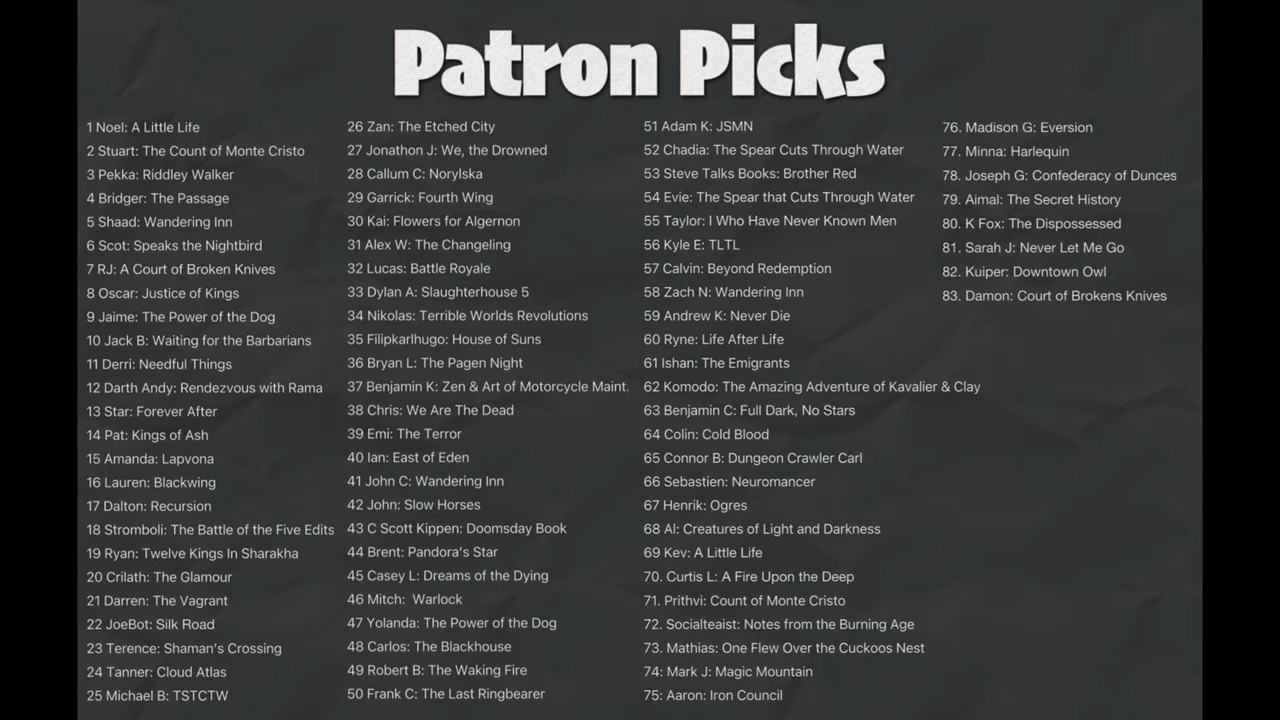 Patron Picks
1 Noel: A Little Life
2 Stuart: The Count of Monte Cristo
3 Pekka: Riddley Walker
4 Bridger: The Passage
5 Shaad: Wandering Inn
6 Scot: Speaks the Nightbird
7 RJ: A Court of Broken Knives
8 Oscar: Justice of Kings
9 Jaime: The Power of the Dog
10 Jack B: Waiting for the Barbarians
11 Derri: Needful Things
12 Darth Andy: Rendezvous with Rama
13 Star: Forever After
14 Pat: Kings of Ash
15 Amanda: Lapvona
16 Lauren: Blackwing
17 Dalton: Recursion
18 Stromboli: The Battle of the Five Edits
19 Ryan: Twelve Kings In Sharakha
20 Crilath: The Glamour
21 Darren: The Vagrant
22 JoeBot: Silk Road
23 Terence: Shaman's Crossing
24 Tanner: Cloud Atlas
25 Michael B: TSTCTW
26 Zan: The Etched City
27 Jonathon J: We, the Drowned
28 Callum C: Norylska
29 Garrick: Fourth Wing
30 Kai: Flowers for Algernon
31 Alex W: The Changeling
32 Lucas: Battle Royale
33 Dylan A: Slaughterhouse 5
34 Nikolas: Terrible Worlds Revolutions
35 Filipkarlhugo: House of Suns
36 Bryan L: The Pagen Night
37 Benjamin K: Zen & Art of Motorcycle Maint.
38 Chris: We Are The Dead
39 Emi: The Terror
40 Ian: East of Eden
41 John C: Wandering Inn
42 John: Slow Horses
43 C Scott Kippen: Doomsday Book
44 Brent: Pandora's Star
45 Casey L: Dreams of the Dying
46 Mitch:  Warlock
47 Yolanda: The Power of the Dog
48 Carlos: The Blackhouse
49 Robert B: The Waking Fire
50 Frank C: The Last Ringbearer
51 Adam K: JSMN
52 Chadia: The Spear Cuts Through Water
53 Steve Talks Books: Brother Red
54 Evie: The Spear that Cuts Through Water
55 Taylor: I Who Have Never Known Men
56 Kyle E: TLTL
57 Calvin: Beyond Redemption
58 Zach N: Wandering Inn
59 Andrew K: Never Die
60 Ryne: Life After Life
61 Ishan: The Emigrants
62 Komodo: The Amazing Adventure of Kavalier & Clay
63 Benjamin C: Full Dark, No Stars
64 Colin: Cold Blood
65 Connor B: Dungeon Crawler Carl
66 Sebastien: Neuromancer
67 Henrik: Ogres
68 Al: Creatures of Light and Darkness
69 Kev: A Little Life
70. Curtis L: A Fire Upon the Deep
71. Prithvi: Count of Monte Cristo
72. Socialteaist: Notes from the Burning Age
73. Mathias: One Flew Over the Cuckoos Nest
74: Mark J: Magic Mountain
75: Aaron: Iron Council
76. Madison G: Eversion
77. Minna: Harlequin
78. Joseph G: Confederacy of Dunces
79. Aimal: The Secret History
80. K Fox: The Dispossessed
81. Sarah J: Never Let Me Go
82. Kuiper: Downtown Owl
83. Damon: Court of Brokens Knives